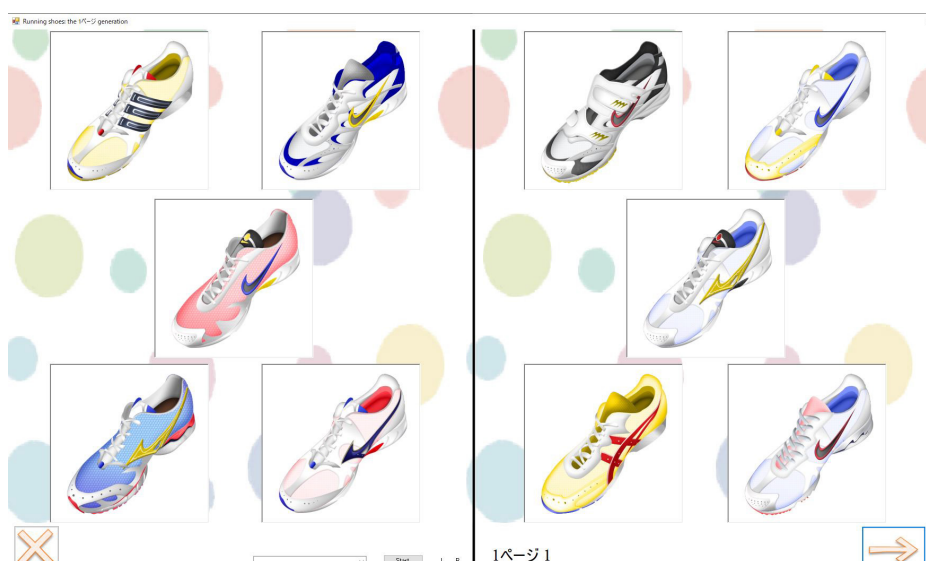 Running shoes: the 1ページ generation
Start L R
1ページ 1